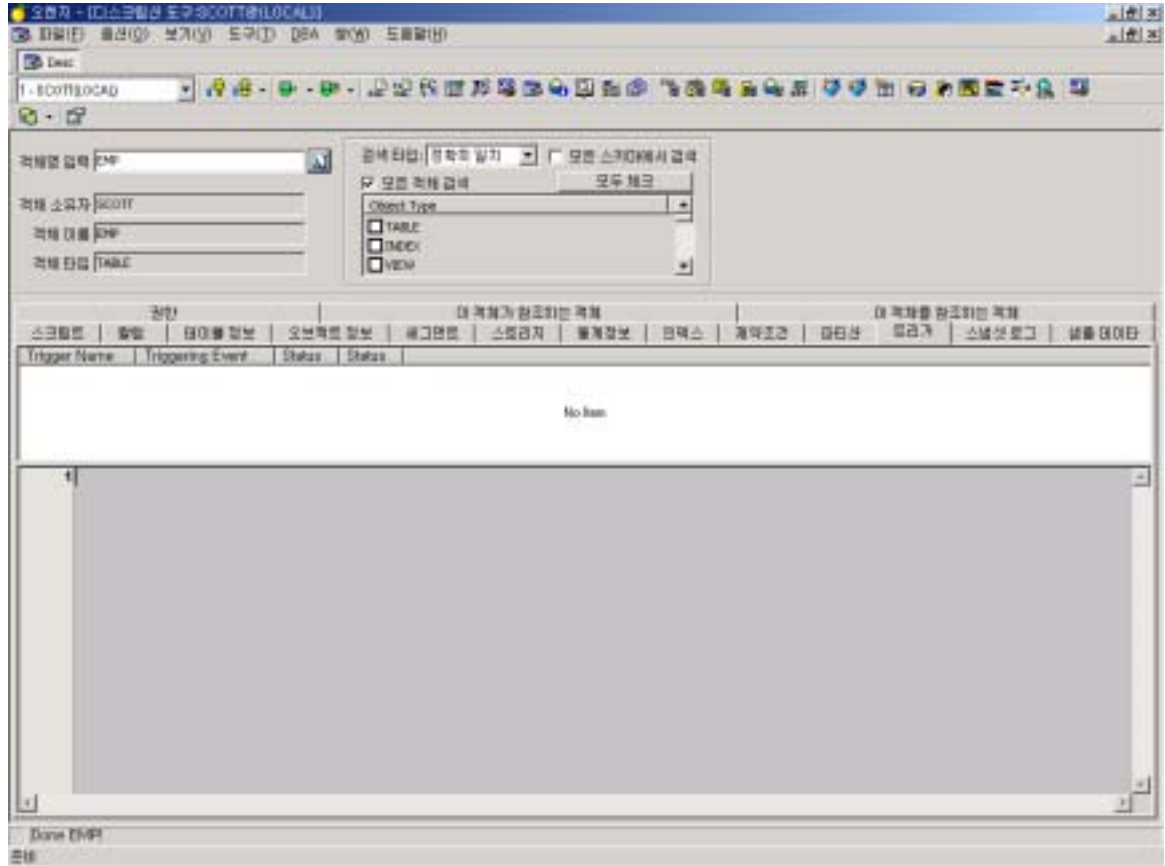 오렌지 - [디스크립션 도구:SCOTT@(LOCAL)]
파일(F) 옵션(O) 보기(V) 도구(T) DBA 창(W) 도움말(H)
Desc
1 - SCOTT(LOCAL)
객체명 입력 EMP
검색 타입: 정확히 일치 모든 스키마에서 검색
모든 객체 검색 모두 체크
객체 소유자 SCOTT
객체 이름 EMP
객체 타입 TABLE
Object Type
TABLE
INDEX
VIEW
권한 이 객체가 참조하는 객체 이 객체를 참조하는 객체
스크립트 컬럼 테이블 정보 오브젝트 정보 세그먼트 스토리지 통계정보 인덱스 제약조건 파티션 트리거 스냅샷 로그 샘플 데이타
Trigger Name Triggering Event Status Status
No Item
1
Done EMP!
준비